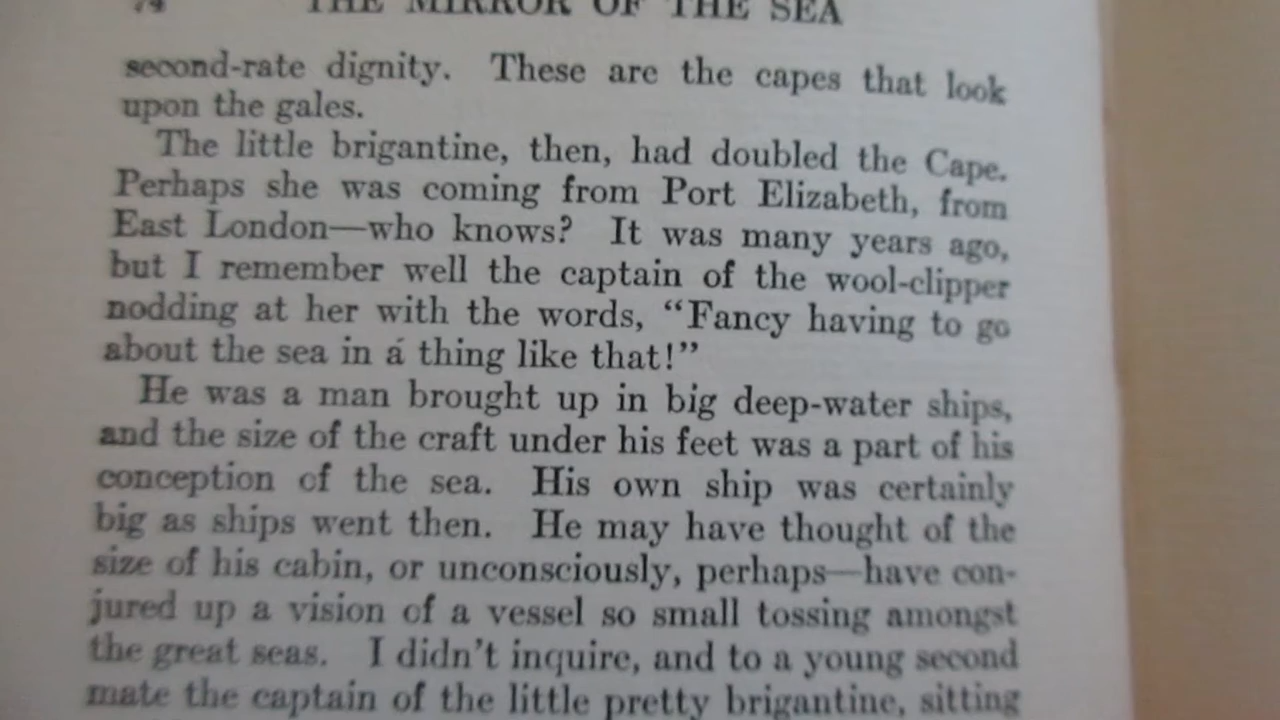 74 THE MIRROR OF THE SEA
second-rate dignity. These are the capes that look
upon the gales.
The little brigantine, then, had doubled the Cape.
Perhaps she was coming from Port Elizabeth, from
East London—who knows? It was many years ago,
but I remember well the captain of the wool-clipper
nodding at her with the words, “Fancy having to go
about the sea in á thing like that!”
He was a man brought up in big deep-water ships,
and the size of the craft under his feet was a part of his
conception of the sea. His own ship was certainly
big as ships went then. He may have thought of the
size of his cabin, or unconsciously, perhaps—have con-
jured up a vision of a vessel so small tossing amongst
the great seas. I didn’t inquire, and to a young second
mate the captain of the little pretty brigantine, sitting